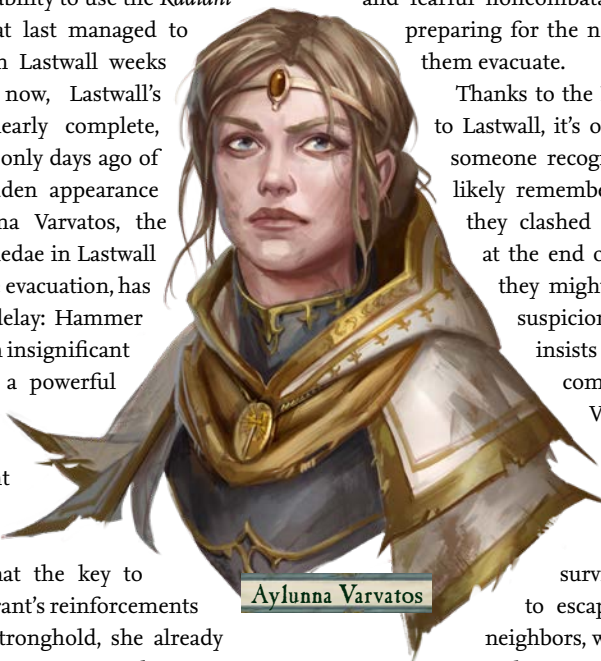 ability to use the Radiant
at last managed to
n Lastwall weeks
now, Lastwall's
early complete,
only days ago of
dden appearance
na Varvatos, the
edae in Lastwall
evacuation, has
delay: Hammer
insignificant
a powerful
nt
hat the key to
rant's reinforcements
tronghold, she already
and fearful noncombata
preparing for the n
them evacuate.
Thanks to the
to Lastwall, it's o
someone recog
likely rememb
they clashed
at the end o
they migh
suspicion
insists
com
V
surv
to escap
neighbors, w
Aylunna Varvatos